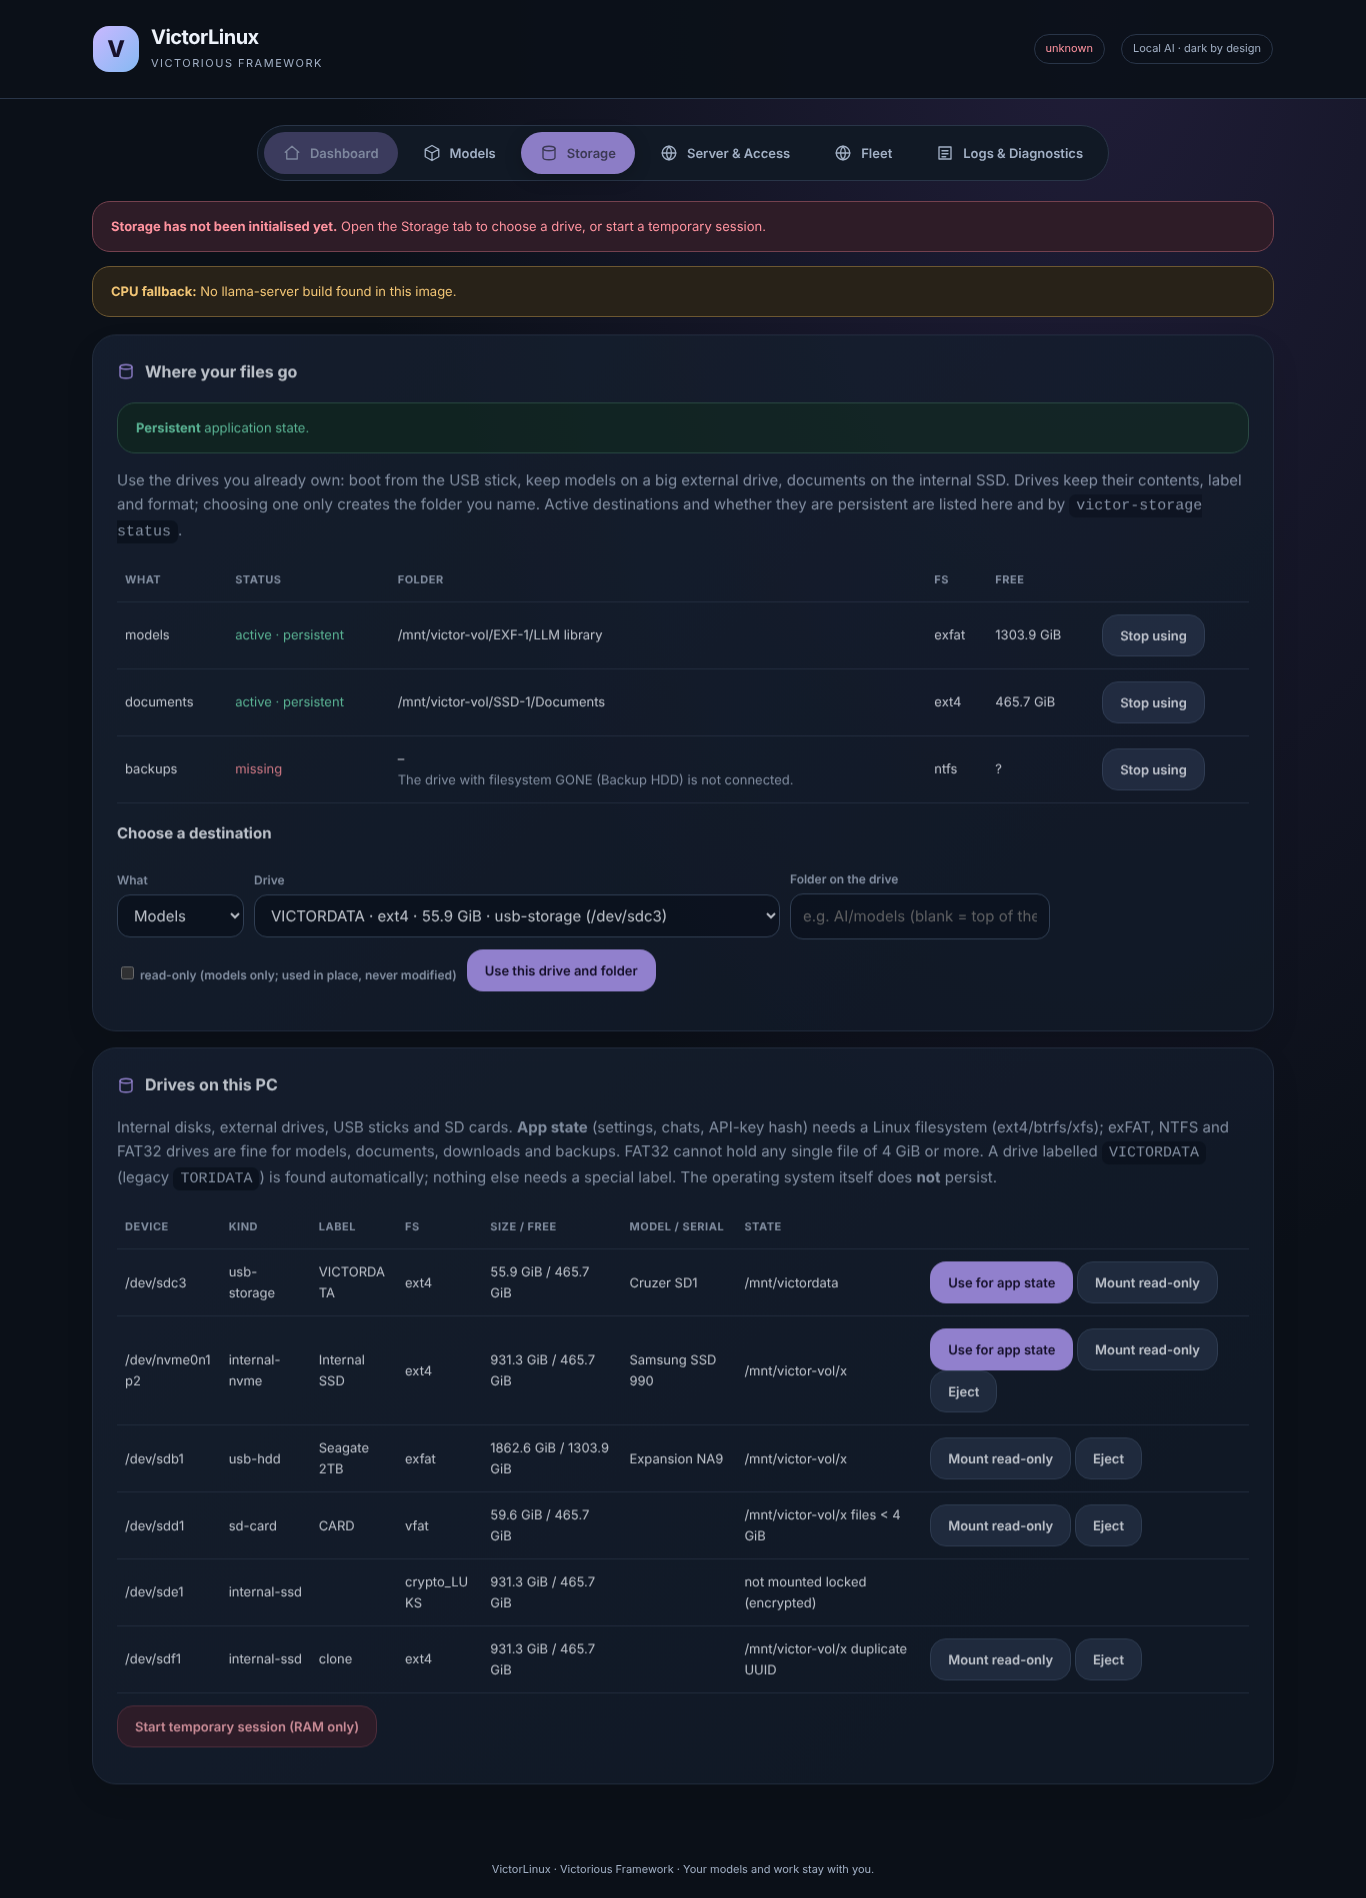 V
VictorLinux
VICTORIOUS FRAMEWORK
unknown
Local AI · dark by design
Dashboard
Models
Storage
Server & Access
Fleet
Logs & Diagnostics
Storage has not been initialised yet. Open the Storage tab to choose a drive, or start a temporary session.
CPU fallback: No llama-server build found in this image.
Where your files go
Persistent application state.
Use the drives you already own: boot from the USB stick, keep models on a big external drive, documents on the internal SSD. Drives keep their contents, label
and format; choosing one only creates the folder you name. Active destinations and whether they are persistent are listed here and by victor-storage
status .
WHAT STATUS FOLDER FS FREE
models active · persistent /mnt/victor-vol/EXF-1/LLM library exfat 1303.9 GiB Stop using
documents active · persistent /mnt/victor-vol/SSD-1/Documents ext4 465.7 GiB Stop using
backups missing – ntfs ? Stop using
The drive with filesystem GONE (Backup HDD) is not connected.
Choose a destination
What Drive Folder on the drive
Models VICTORDATA · ext4 · 55.9 GiB · usb-storage (/dev/sdc3) e.g. AI/models (blank = top of the
read-only (models only; used in place, never modified) Use this drive and folder
Drives on this PC
Internal disks, external drives, USB sticks and SD cards. App state (settings, chats, API-key hash) needs a Linux filesystem (ext4/btrfs/xfs); exFAT, NTFS and
FAT32 drives are fine for models, documents, downloads and backups. FAT32 cannot hold any single file of 4 GiB or more. A drive labelled VICTORDATA
(legacy TORIDATA ) is found automatically; nothing else needs a special label. The operating system itself does not persist.
DEVICE KIND LABEL FS SIZE / FREE MODEL / SERIAL STATE
/dev/sdc3 usb-
storage VICTORDA
TA ext4 55.9 GiB / 465.7
GiB Cruzer SD1 /mnt/victordata Use for app state Mount read-only
/dev/nvme0n1
p2 internal-
nvme Internal
SSD ext4 931.3 GiB / 465.7
GiB Samsung SSD
990 /mnt/victor-vol/x Use for app state Mount read-only
Eject
/dev/sdb1 usb-hdd Seagate
2TB exfat 1862.6 GiB / 1303.9
GiB Expansion NA9 /mnt/victor-vol/x Mount read-only Eject
/dev/sdd1 sd-card CARD vfat 59.6 GiB / 465.7
GiB /mnt/victor-vol/x files < 4
GiB Mount read-only Eject
/dev/sde1 internal-ssd crypto_LU
KS 931.3 GiB / 465.7
GiB not mounted locked
(encrypted)
/dev/sdf1 internal-ssd clone ext4 931.3 GiB / 465.7
GiB /mnt/victor-vol/x duplicate
UUID Mount read-only Eject
Start temporary session (RAM only)
VictorLinux · Victorious Framework · Your models and work stay with you.